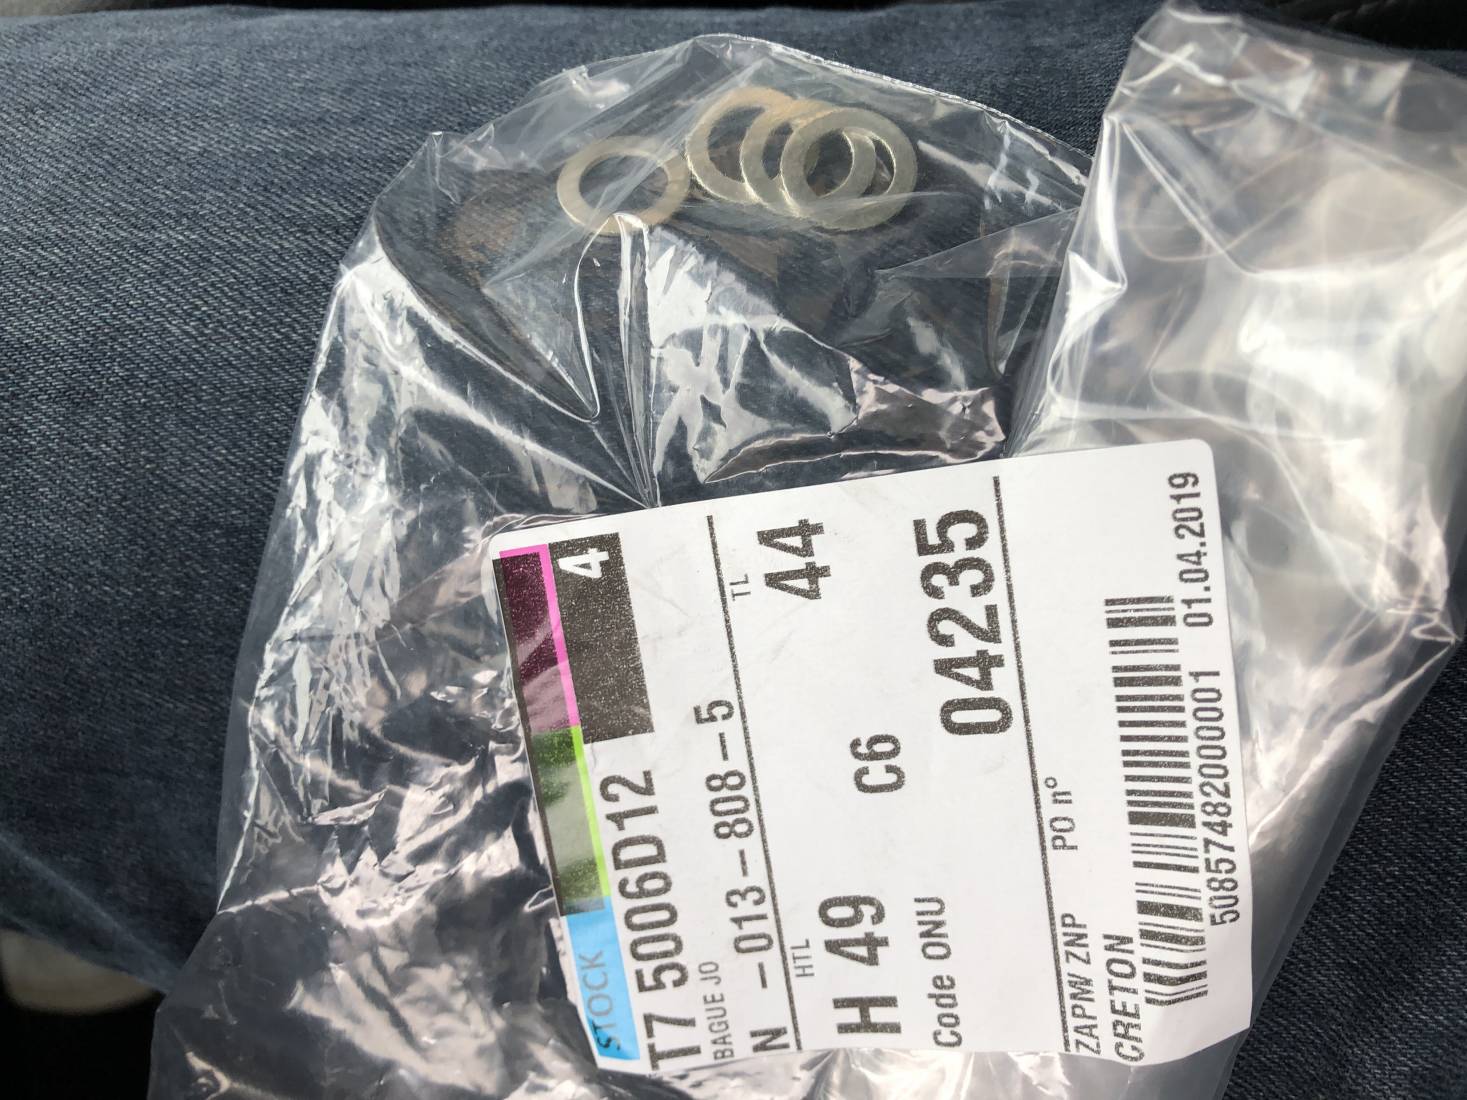 STOCK
4
T7 5006D12
BAGUE JO
N -013-808-5
HTL
TL
H 49
44
C6
Code ONU
04235
ZAPM/ZNP
PO n°
CRETON
5085748200001
01.04.2019